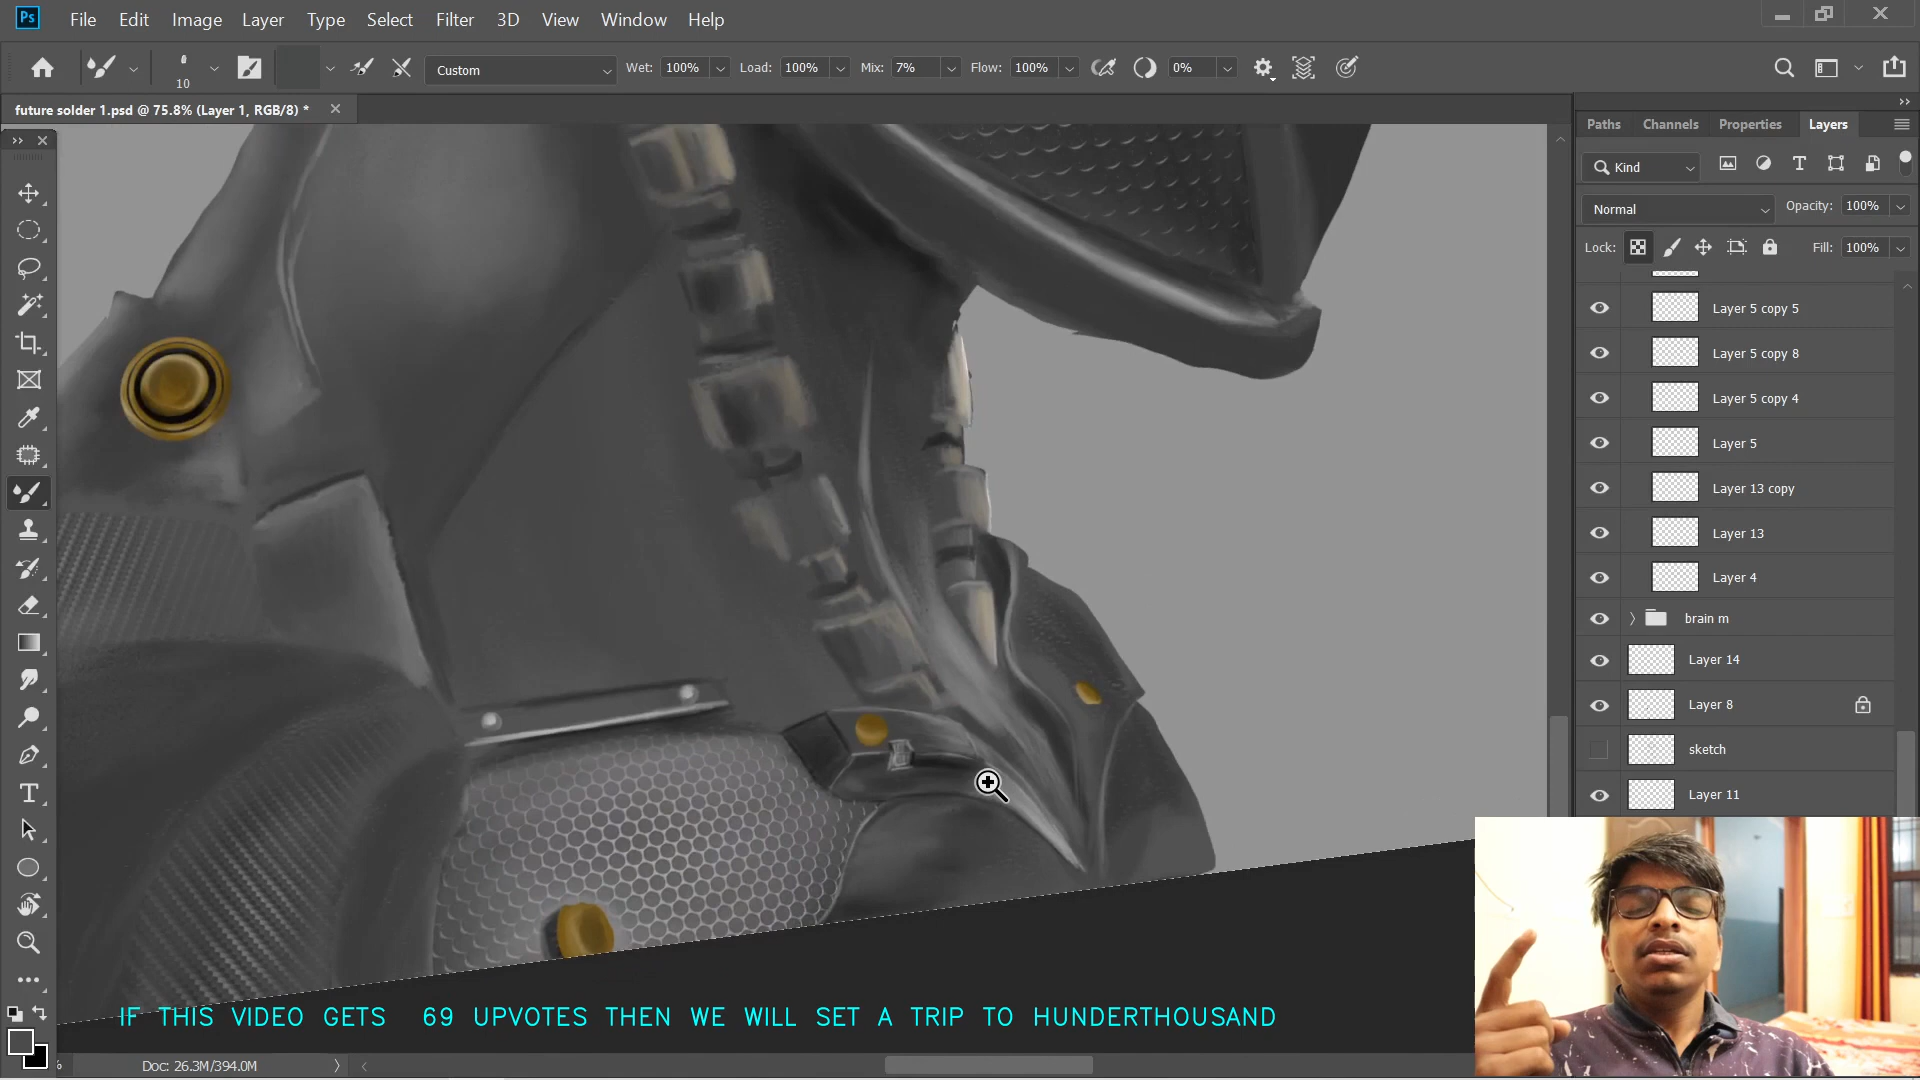 Ps File Edit Image Layer Type Select Filter 3D View Window Help
10 Custom Wet: 100% Load: 100% Mix: 7% Flow: 100% 0%
future solder 1.psd @ 75.8% (Layer 1, RGB/8) *
Paths Channels Properties Layers
Kind
Normal Opacity: 100%
Lock: Fill: 100%
Layer 5 copy 5
Layer 5 copy 8
Layer 5 copy 4
Layer 5
Layer 13 copy
Layer 13
Layer 4
brain m
Layer 14
Layer 8
sketch
Layer 11
IF THIS VIDEO GETS 69 UPVOTES THEN WE WILL SET A TRIP TO HUNDERTHOUSAND
% Doc: 26.3M/394.0M